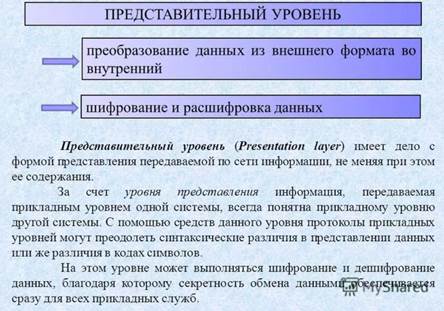 ПРЕДСТАВИТЕЛЬНЫЙ УРОВЕНЬ
преобразование данных из внешнего формата во
внутренний
шифрование и расшифровка данных
Представительный уровень (Presentation layer) имеет дело с
формой представления передаваемой по сети информации, не меняя при этом
ее содержания.
За счет уровня представления информация, передаваемая
прикладным уровнем одной системы, всегда понятна прикладному уровню
другой системы. С помощью средств данного уровня протоколы прикладных
уровней могут преодолеть синтаксические различия в представлении данных
или же различия в кодах символов.
На этом уровне может выполняться шифрование и дешифрование
данных, благодаря которому секретность обмена данными обеспечивается
сразу для всех прикладных служб.
MyShared